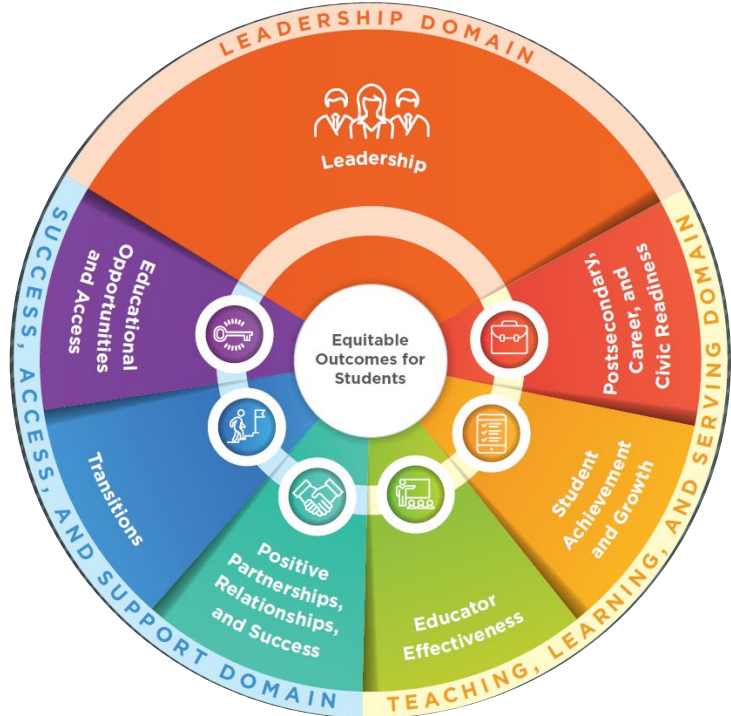 LEADERSHIP DOMAIN
Leadership
Equitable
Outcomes for
Students
Postsecondary,
Career, and
Civic Readiness
Student
Achievement
and Growth
Educator
Effectiveness
TEACHING, LEARNING, AND SERVING DOMAIN
Positive
Partnerships,
Relationships,
and Success
Transitions
Educational
Opportunities
and Access
SUCCESS, ACCESS, AND SUPPORT DOMAIN